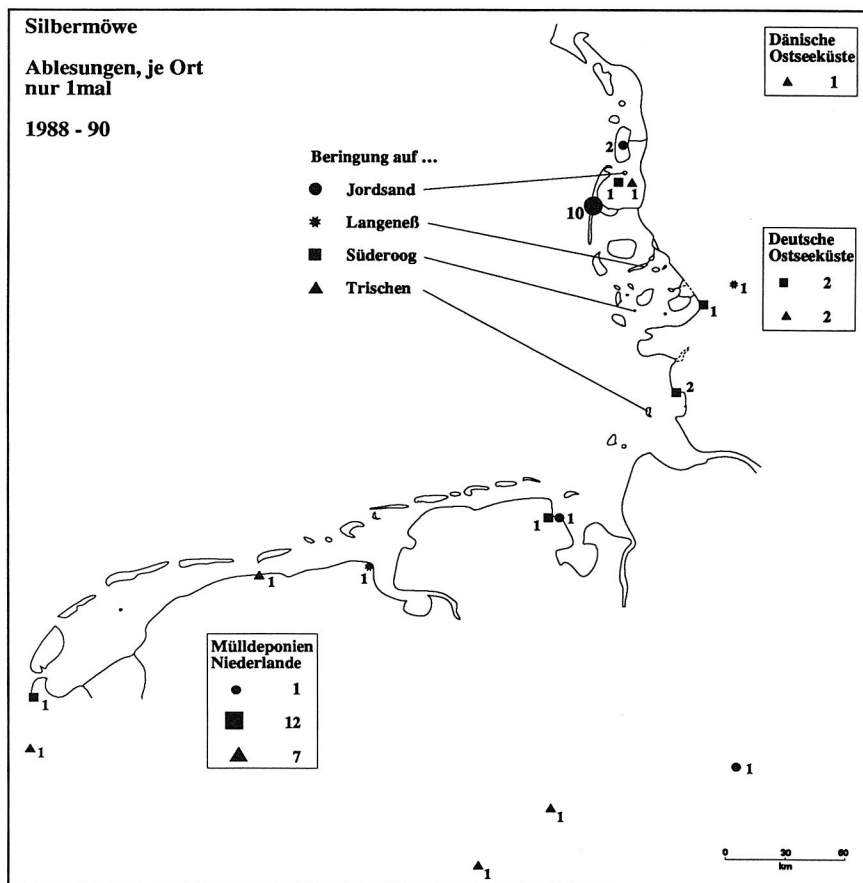 Silbermöwe
Ablesungen, je Ort
nur 1mal
1988 - 90
Dänische
Ostseeküste
1
Beringung auf ...
Jordsand
Langeneß
Süderoog
Trischen
2
1 1
10
Deutsche
Ostseeküste
2
2
1
1
2
1 1
1 1
Mülldeponien
Niederlande
1
12
7
1
1
1
1
1
0 30 60
km